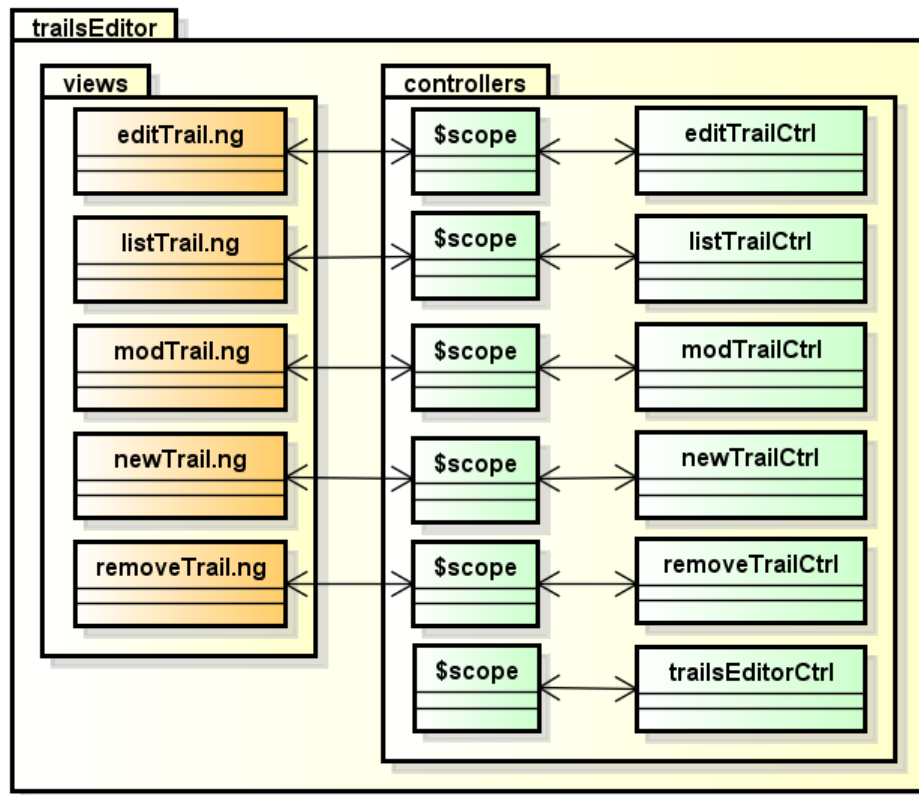 trailsEditor
views
controllers
editTrail.ng
$scope
editTrailCtrl
listTrail.ng
$scope
listTrailCtrl
modTrail.ng
$scope
modTrailCtrl
newTrail.ng
$scope
newTrailCtrl
removeTrail.ng
$scope
removeTrailCtrl
$scope
trailsEditorCtrl